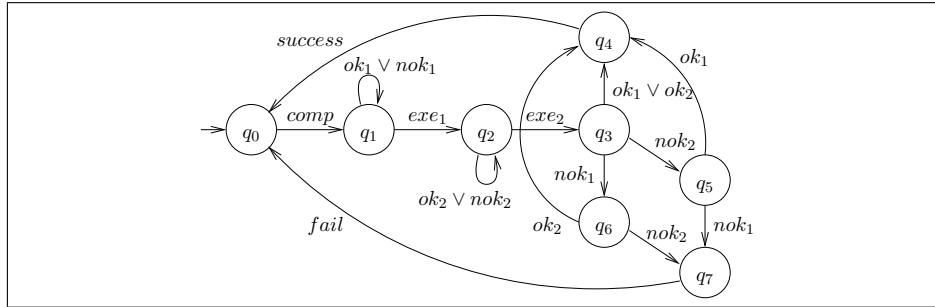 success
q4
ok1 ∨ nok1
ok1
ok1 ∨ ok2
q0
comp
q1
exe1
q2
exe2
q3
nok2
nok1
q5
ok2 ∨ nok2
fail
ok2
q6
nok2
nok1
q7